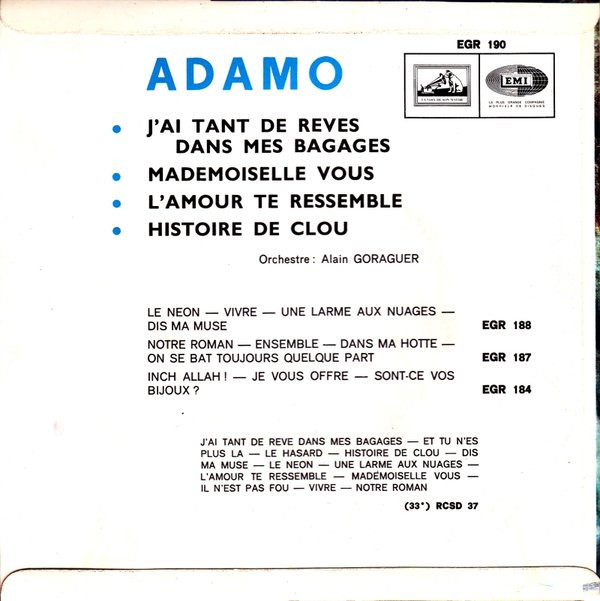 EGR 190
ADAMO
EMI
• J'AI TANT DE REVES
DANS MES BAGAGES
• MADEMOISELLE VOUS
• L'AMOUR TE RESSEMBLE
• HISTOIRE DE CLOU
Orchestre : Alain GORAGUER
LE NEON — VIVRE — UNE LARME AUX NUAGES —
DIS MA MUSE EGR 188
NOTRE ROMAN — ENSEMBLE — DANS MA HOTTE —
ON SE BAT TOUJOURS QUELQUE PART EGR 187
INCH ALLAH ! — JE VOUS OFFRE — SONT-CE VOS
BIJOUX ? EGR 184
J'AI TANT DE REVE DANS MES BAGAGES — ET TU N'ES
PLUS LA — LE HASARD — HISTOIRE DE CLOU — DIS
MA MUSE — LE NEON — UNE LARME AUX NUAGES —
L'AMOUR TE RESSEMBLE — MADEMOISELLE VOUS —
IL N'EST PAS FOU — VIVRE — NOTRE ROMAN
(33") RCSD 37